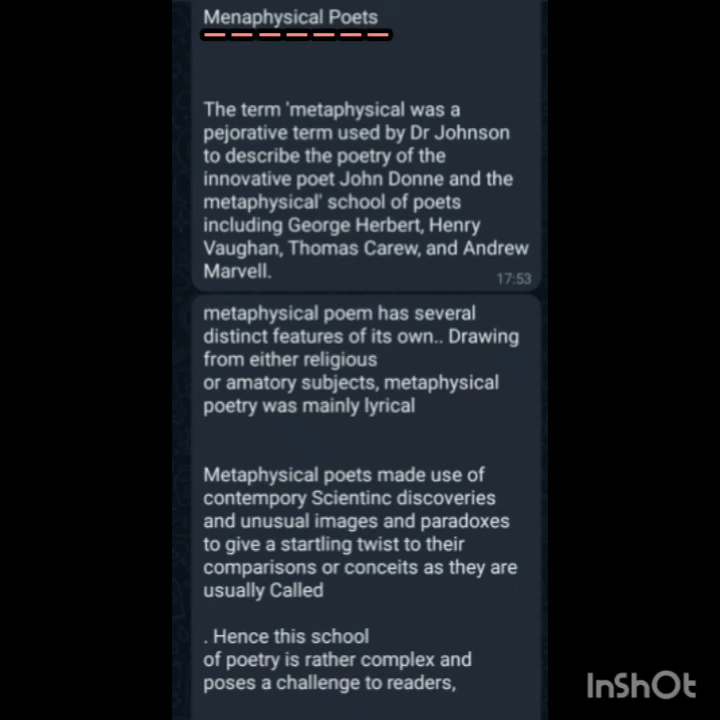 Menaphysical Poets
The term 'metaphysical was a
pejorative term used by Dr Johnson
to describe the poetry of the
innovative poet John Donne and the
metaphysical' school of poets
including George Herbert, Henry
Vaughan, Thomas Carew, and Andrew
Marvell.
17:53
metaphysical poem has several
distinct features of its own.. Drawing
from either religious
or amatory subjects, metaphysical
poetry was mainly lyrical
Metaphysical poets made use of
contempory Scientinc discoveries
and unusual images and paradoxes
to give a startling twist to their
comparisons or conceits as they are
usually Called
. Hence this school
of poetry is rather complex and
poses a challenge to readers,
InShOt